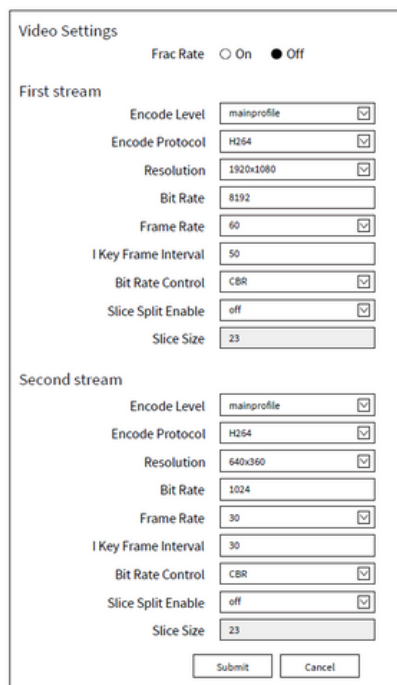 Video Settings
Frac Rate On Off
First stream
Encode Level mainprofile
Encode Protocol H264
Resolution 1920x1080
Bit Rate 8192
Frame Rate 60
I Key Frame Interval 50
Bit Rate Control CBR
Slice Split Enable off
Slice Size 23
Second stream
Encode Level mainprofile
Encode Protocol H264
Resolution 640x360
Bit Rate 1024
Frame Rate 30
I Key Frame Interval 30
Bit Rate Control CBR
Slice Split Enable off
Slice Size 23
Submit Cancel